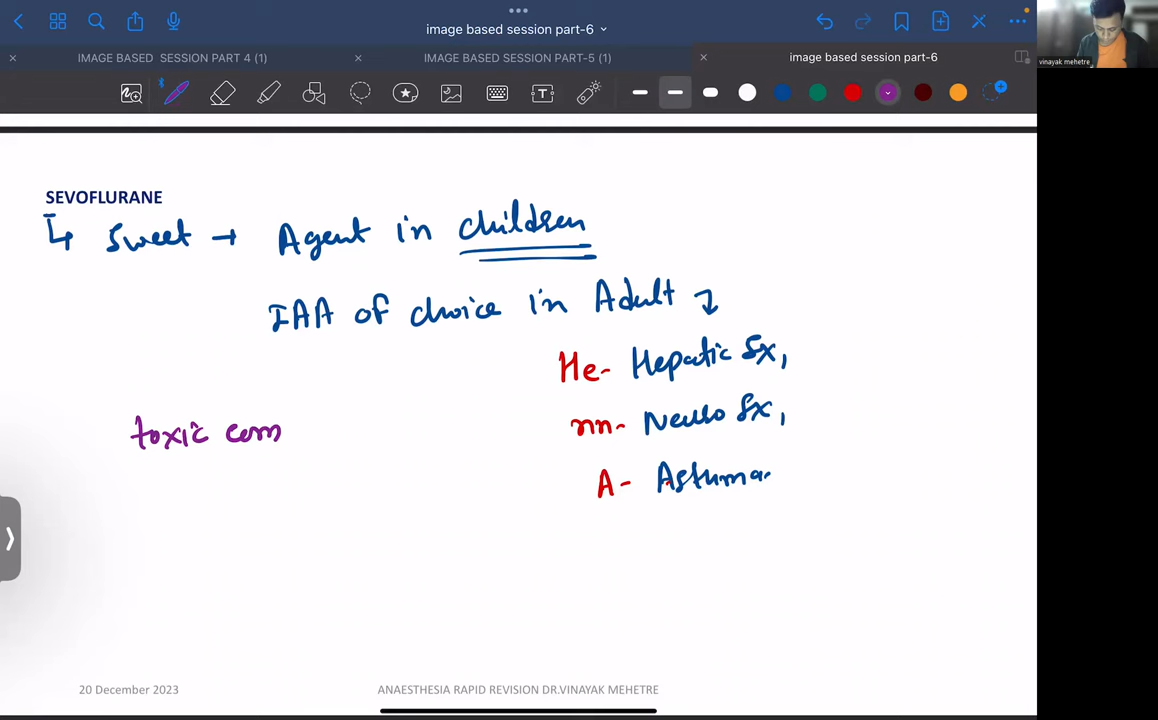 image based session part-6
IMAGE BASED SESSION PART 4 (1)
IMAGE BASED SESSION PART-5 (1)
image based session part-6
vinayak mehetre
SEVOFLURANE
↳ Sweet → Agent in children
IAA of choice in Adult ↴
He- Hepatic Sx,
nn- Neuro Sx,
A- Asthma
toxic com
20 December 2023
ANAESTHESIA RAPID REVISION DR.VINAYAK MEHETRE